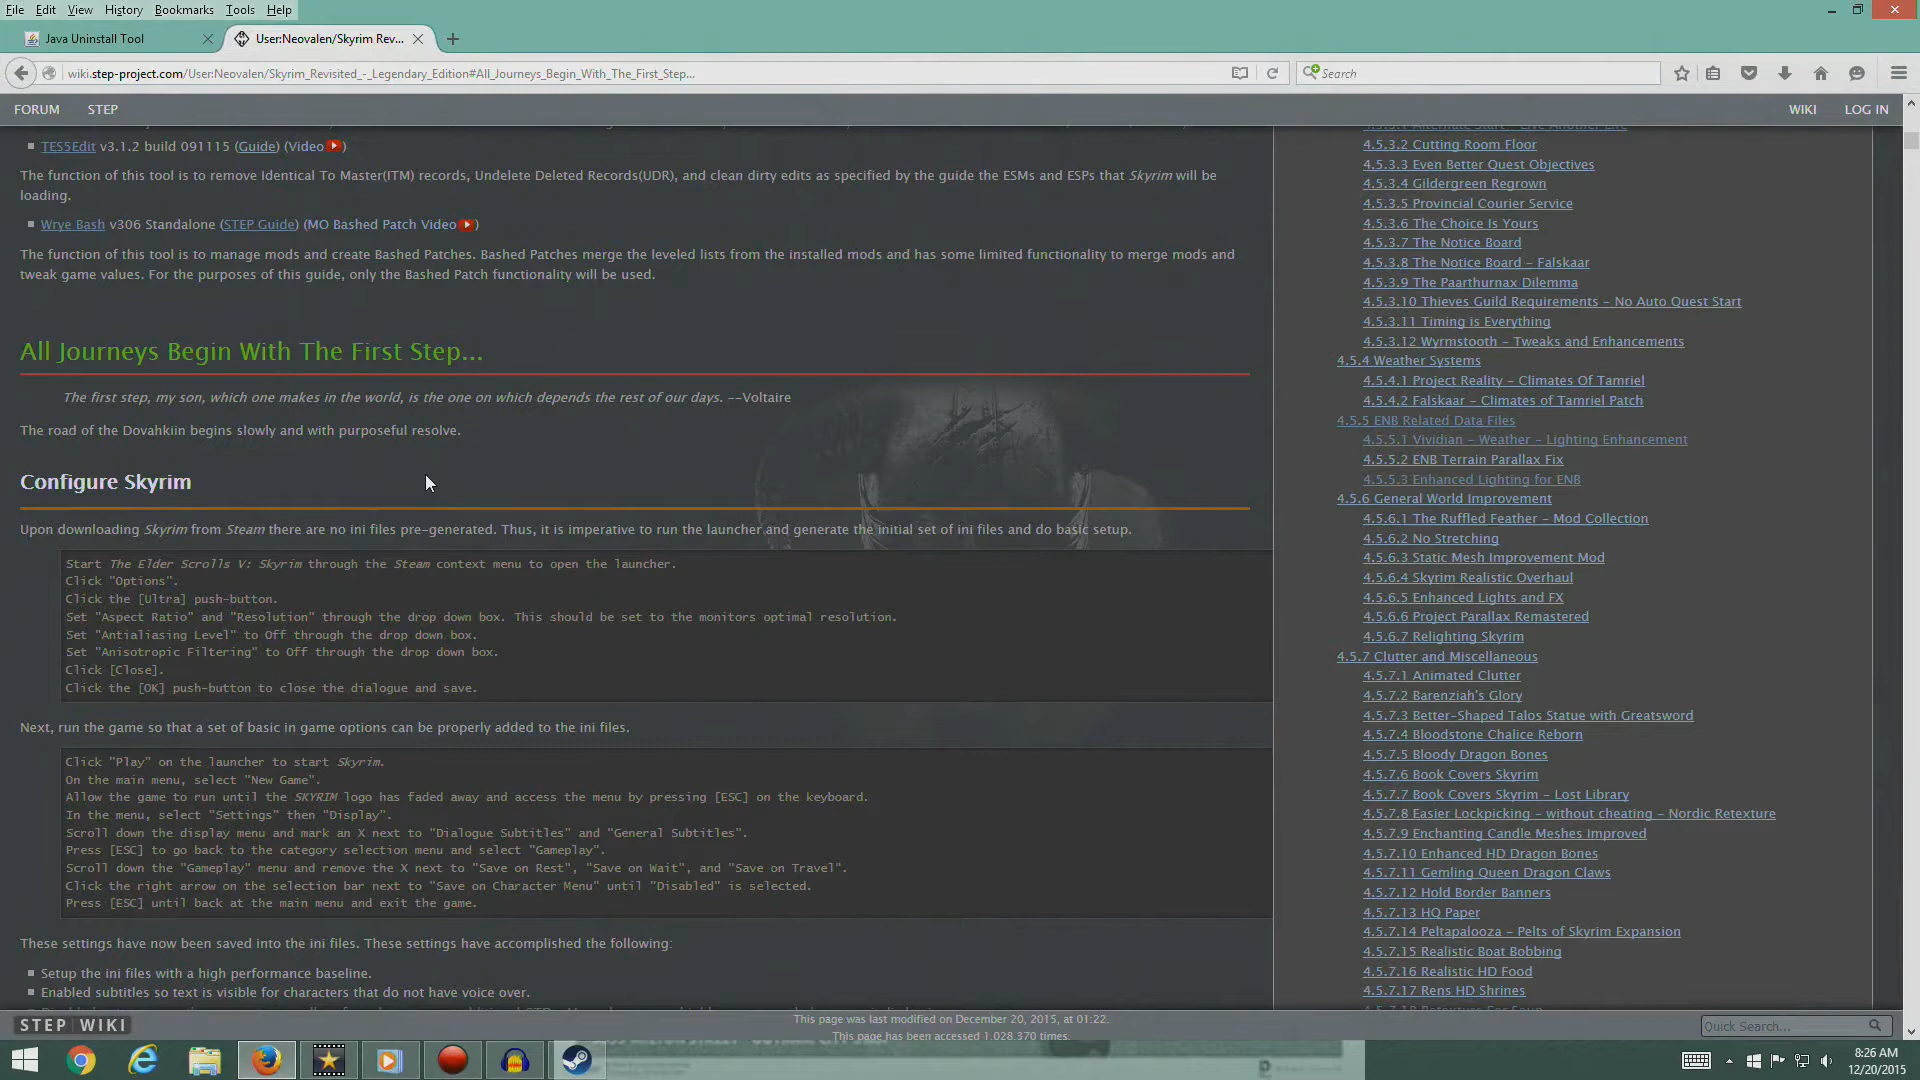 File Edit View History Bookmarks Tools Help
Java Uninstall Tool
User:Neovalen/Skyrim Rev...
wiki.step-project.com/User:Neovalen/Skyrim_Revisited_-_Legendary_Edition#All_Journeys_Begin_With_The_First_Step...
Search
FORUM STEP WIKI LOG IN
TES5Edit v3.1.2 build 091115 (Guide) (Video)
The function of this tool is to remove Identical To Master(ITM) records, Undelete Deleted Records(UDR), and clean dirty edits as specified by the guide the ESMs and ESPs that Skyrim will be
loading.
Wrye Bash v306 Standalone (STEP Guide) (MO Bashed Patch Video)
The function of this tool is to manage mods and create Bashed Patches. Bashed Patches merge the leveled lists from the installed mods and has some limited functionality to merge mods and
tweak game values. For the purposes of this guide, only the Bashed Patch functionality will be used.
All Journeys Begin With The First Step...
The first step, my son, which one makes in the world, is the one on which depends the rest of our days. --Voltaire
The road of the Dovahkiin begins slowly and with purposeful resolve.
Configure Skyrim
Upon downloading Skyrim from Steam there are no ini files pre-generated. Thus, it is imperative to run the launcher and generate the initial set of ini files and do basic setup.
Start The Elder Scrolls V: Skyrim through the Steam context menu to open the launcher.
Click "Options".
Click the [Ultra] push-button.
Set "Aspect Ratio" and "Resolution" through the drop down box. This should be set to the monitors optimal resolution.
Set "Antialiasing Level" to Off through the drop down box.
Set "Anisotropic Filtering" to Off through the drop down box.
Click [Close].
Click the [OK] push-button to close the dialogue and save.
Next, run the game so that a set of basic in game options can be properly added to the ini files.
Click "Play" on the launcher to start Skyrim.
On the main menu, select "New Game".
Allow the game to run until the SKYRIM logo has faded away and access the menu by pressing [ESC] on the keyboard.
In the menu, select "Settings" then "Display".
Scroll down the display menu and mark an X next to "Dialogue Subtitles" and "General Subtitles".
Press [ESC] to go back to the category selection menu and select "Gameplay".
Scroll down the "Gameplay" menu and remove the X next to "Save on Rest", "Save on Wait", and "Save on Travel".
Click the right arrow on the selection bar next to "Save on Character Menu" until "Disabled" is selected.
Press [ESC] until back at the main menu and exit the game.
These settings have now been saved into the ini files. These settings have accomplished the following:
Setup the ini files with a high performance baseline.
Enabled subtitles so text is visible for characters that do not have voice over.
4.5.3.1 Alternate Start - Live Another Life
4.5.3.2 Cutting Room Floor
4.5.3.3 Even Better Quest Objectives
4.5.3.4 Gildergreen Regrown
4.5.3.5 Provincial Courier Service
4.5.3.6 The Choice Is Yours
4.5.3.7 The Notice Board
4.5.3.8 The Notice Board - Falskaar
4.5.3.9 The Paarthurnax Dilemma
4.5.3.10 Thieves Guild Requirements - No Auto Quest Start
4.5.3.11 Timing is Everything
4.5.3.12 Wyrmstooth - Tweaks and Enhancements
4.5.4 Weather Systems
4.5.4.1 Project Reality - Climates Of Tamriel
4.5.4.2 Falskaar - Climates of Tamriel Patch
4.5.5 ENB Related Data Files
4.5.5.1 Vividian - Weather - Lighting Enhancement
4.5.5.2 ENB Terrain Parallax Fix
4.5.5.3 Enhanced Lighting for ENB
4.5.6 General World Improvement
4.5.6.1 The Ruffled Feather - Mod Collection
4.5.6.2 No Stretching
4.5.6.3 Static Mesh Improvement Mod
4.5.6.4 Skyrim Realistic Overhaul
4.5.6.5 Enhanced Lights and FX
4.5.6.6 Project Parallax Remastered
4.5.6.7 Relighting Skyrim
4.5.7 Clutter and Miscellaneous
4.5.7.1 Animated Clutter
4.5.7.2 Barenziah's Glory
4.5.7.3 Better-Shaped Talos Statue with Greatsword
4.5.7.4 Bloodstone Chalice Reborn
4.5.7.5 Bloody Dragon Bones
4.5.7.6 Book Covers Skyrim
4.5.7.7 Book Covers Skyrim - Lost Library
4.5.7.8 Easier Lockpicking - without cheating - Nordic Retexture
4.5.7.9 Enchanting Candle Meshes Improved
4.5.7.10 Enhanced HD Dragon Bones
4.5.7.11 Gemling Queen Dragon Claws
4.5.7.12 Hold Border Banners
4.5.7.13 HQ Paper
4.5.7.14 Peltapalooza - Pelts of Skyrim Expansion
4.5.7.15 Realistic Boat Bobbing
4.5.7.16 Realistic HD Food
4.5.7.17 Rens HD Shrines
STEP WIKI
This page was last modified on December 20, 2015, at 01:22.
This page has been accessed 1,028,370 times.
Quick Search...
8:26 AM
12/20/2015